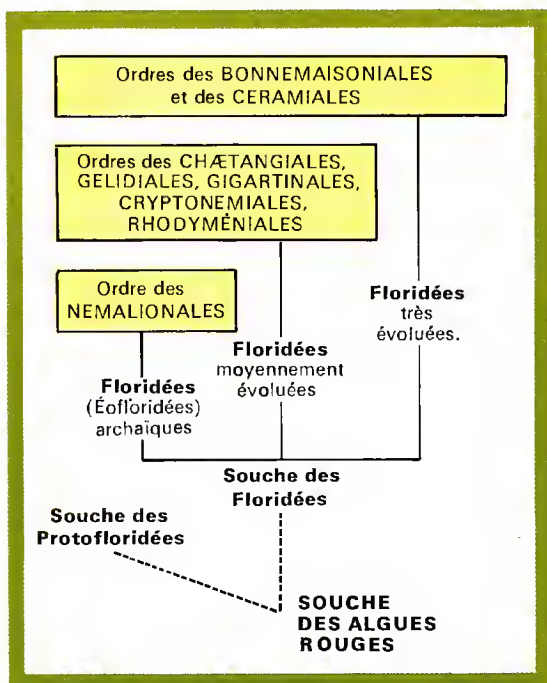 Ordres des BONNEMAISONIALES
et des CERAMIALES
Ordres des CHÆTANGIALES,
GELIDIALES, GIGARTINALES,
CRYPTONEMIALES,
RHODYMÉNIALES
Ordre des
NEMALIONALES
Floridées
très
évoluées.
Floridées
moyennement
évoluées
Floridées
(Éofloridées)
archaïques
Souche des
Floridées
Souche des
Protofloridées
SOUCHE
DES ALGUES
ROUGES